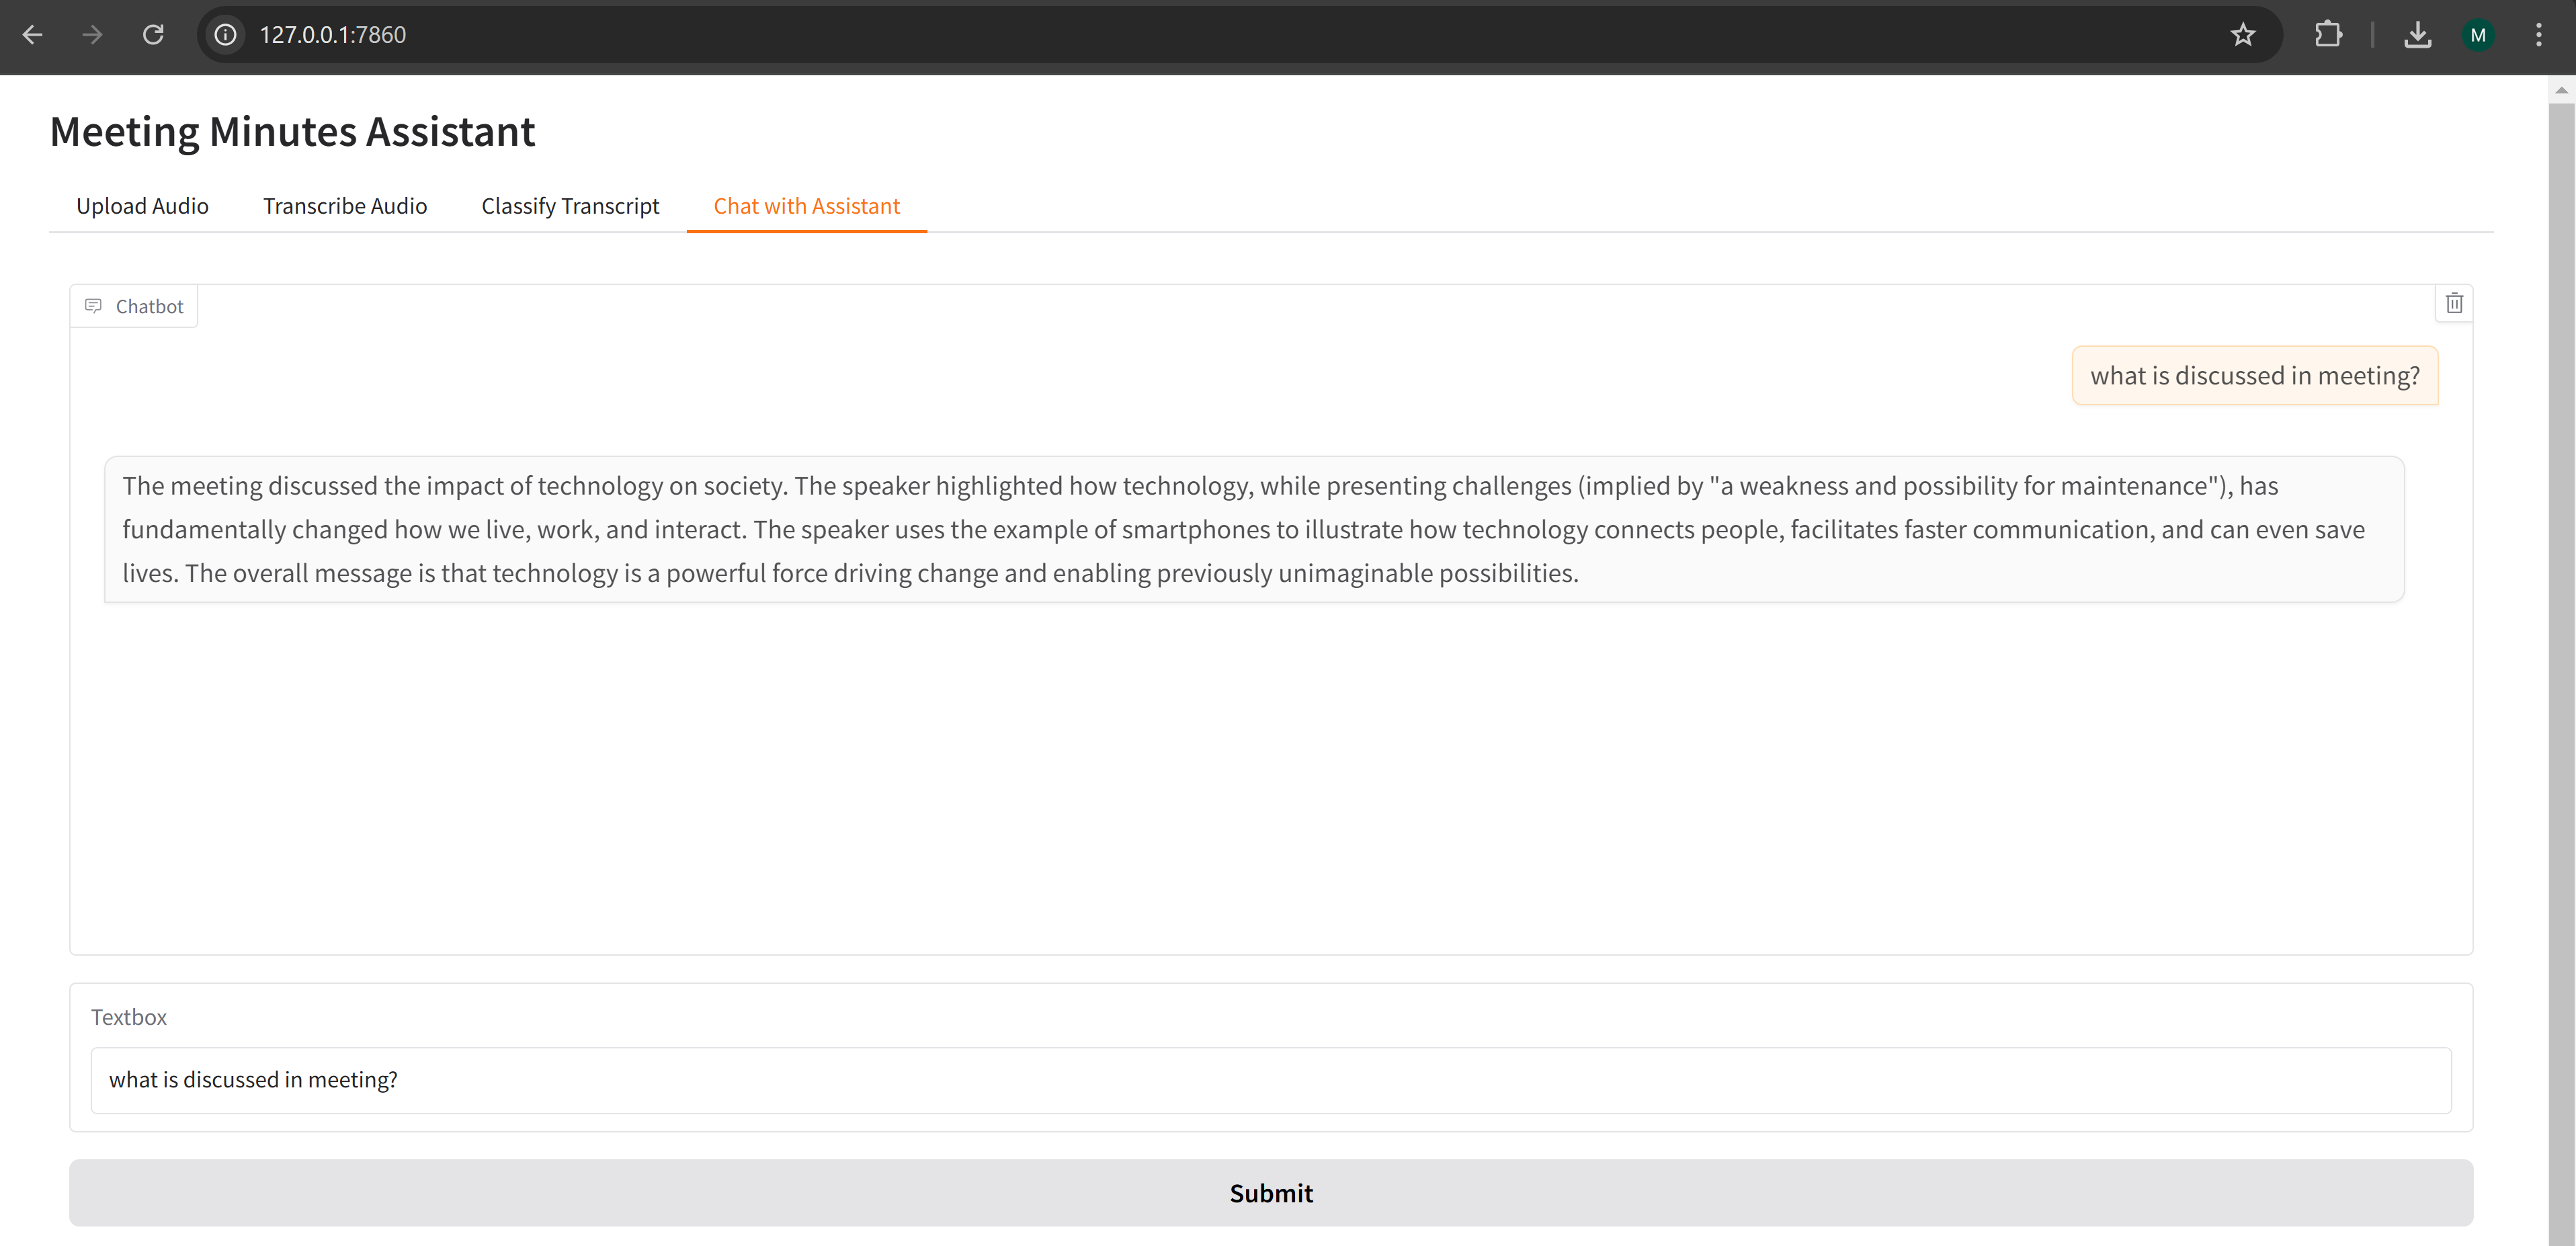 127.0.0.1:7860
M
Meeting Minutes Assistant
Upload Audio Transcribe Audio Classify Transcript Chat with Assistant
Chatbot
what is discussed in meeting?
The meeting discussed the impact of technology on society. The speaker highlighted how technology, while presenting challenges (implied by "a weakness and possibility for maintenance"), has
fundamentally changed how we live, work, and interact. The speaker uses the example of smartphones to illustrate how technology connects people, facilitates faster communication, and can even save
lives. The overall message is that technology is a powerful force driving change and enabling previously unimaginable possibilities.
Textbox
what is discussed in meeting?
Submit